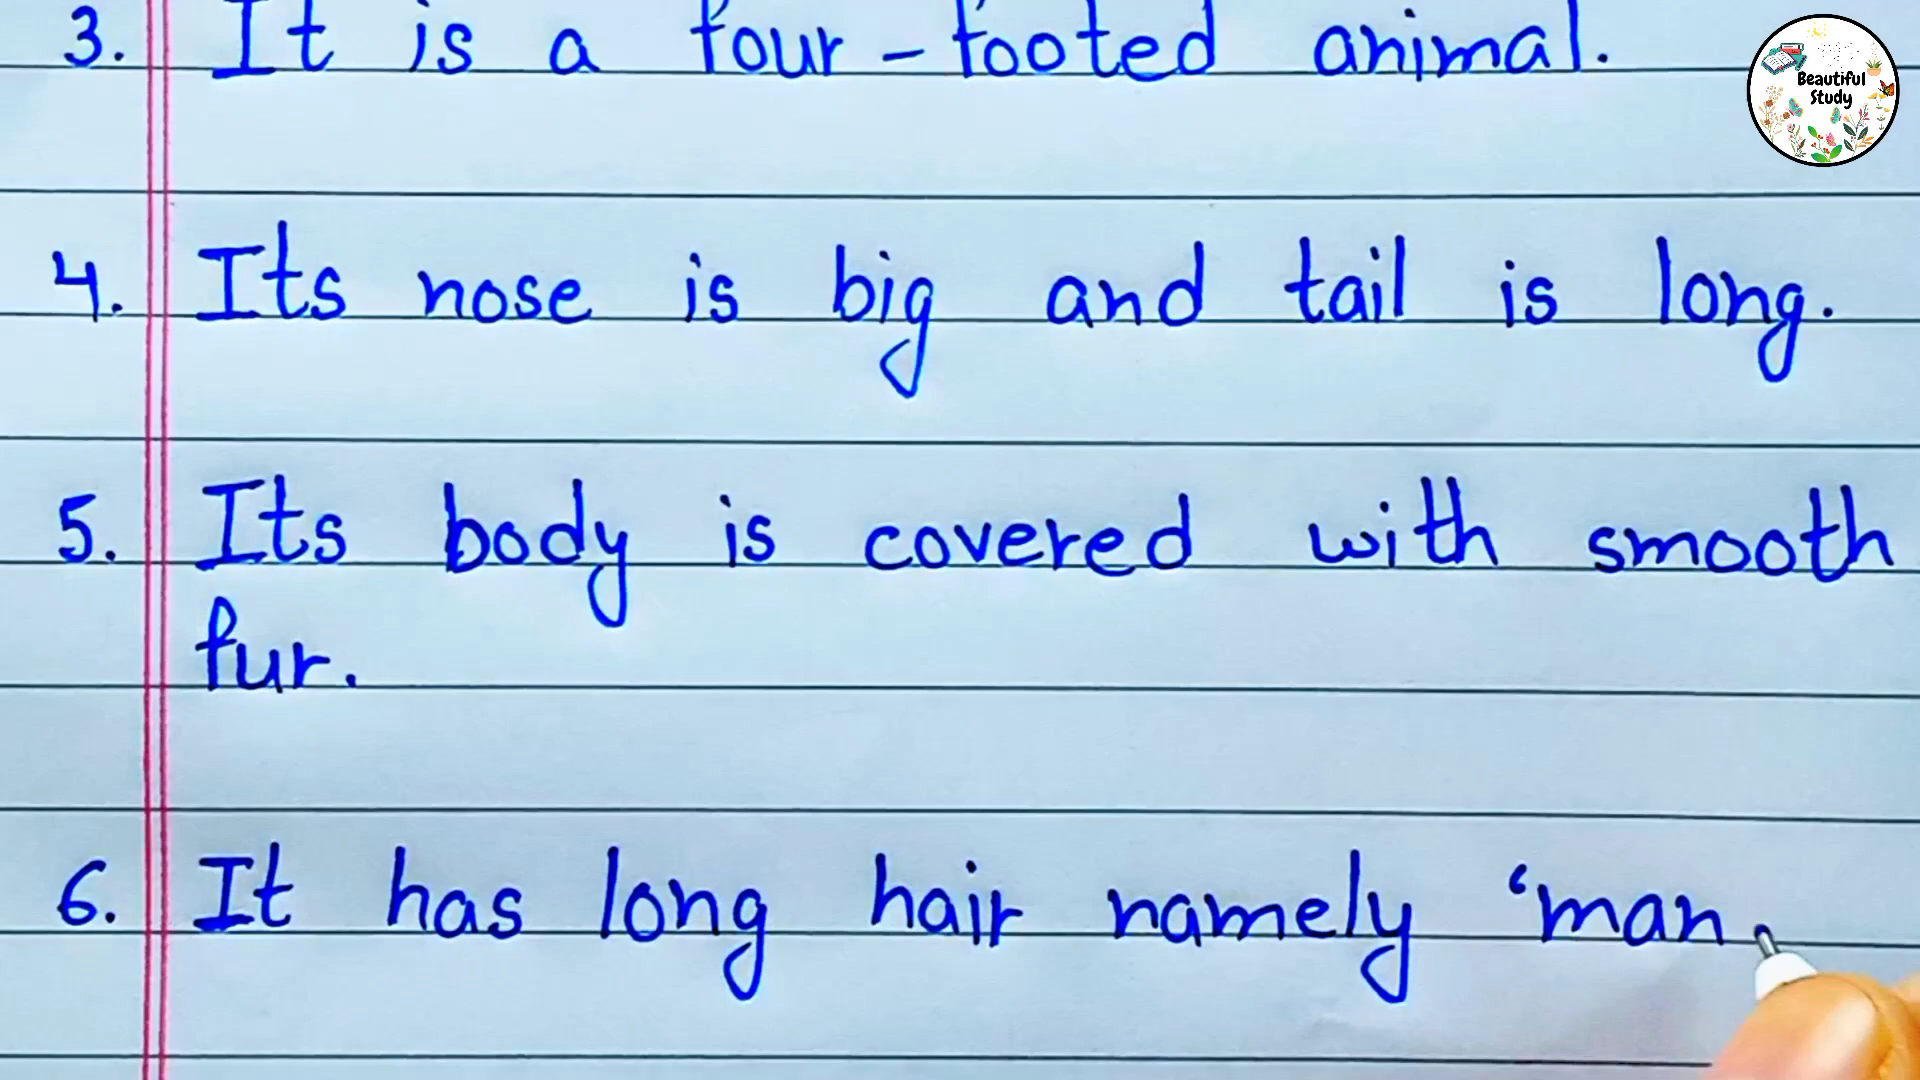 3. It is a four-footed animal.
4. Its nose is big and tail is long.
5. Its body is covered with smooth
fur.
6. It has long hair namely ‘man
Beautiful
Study